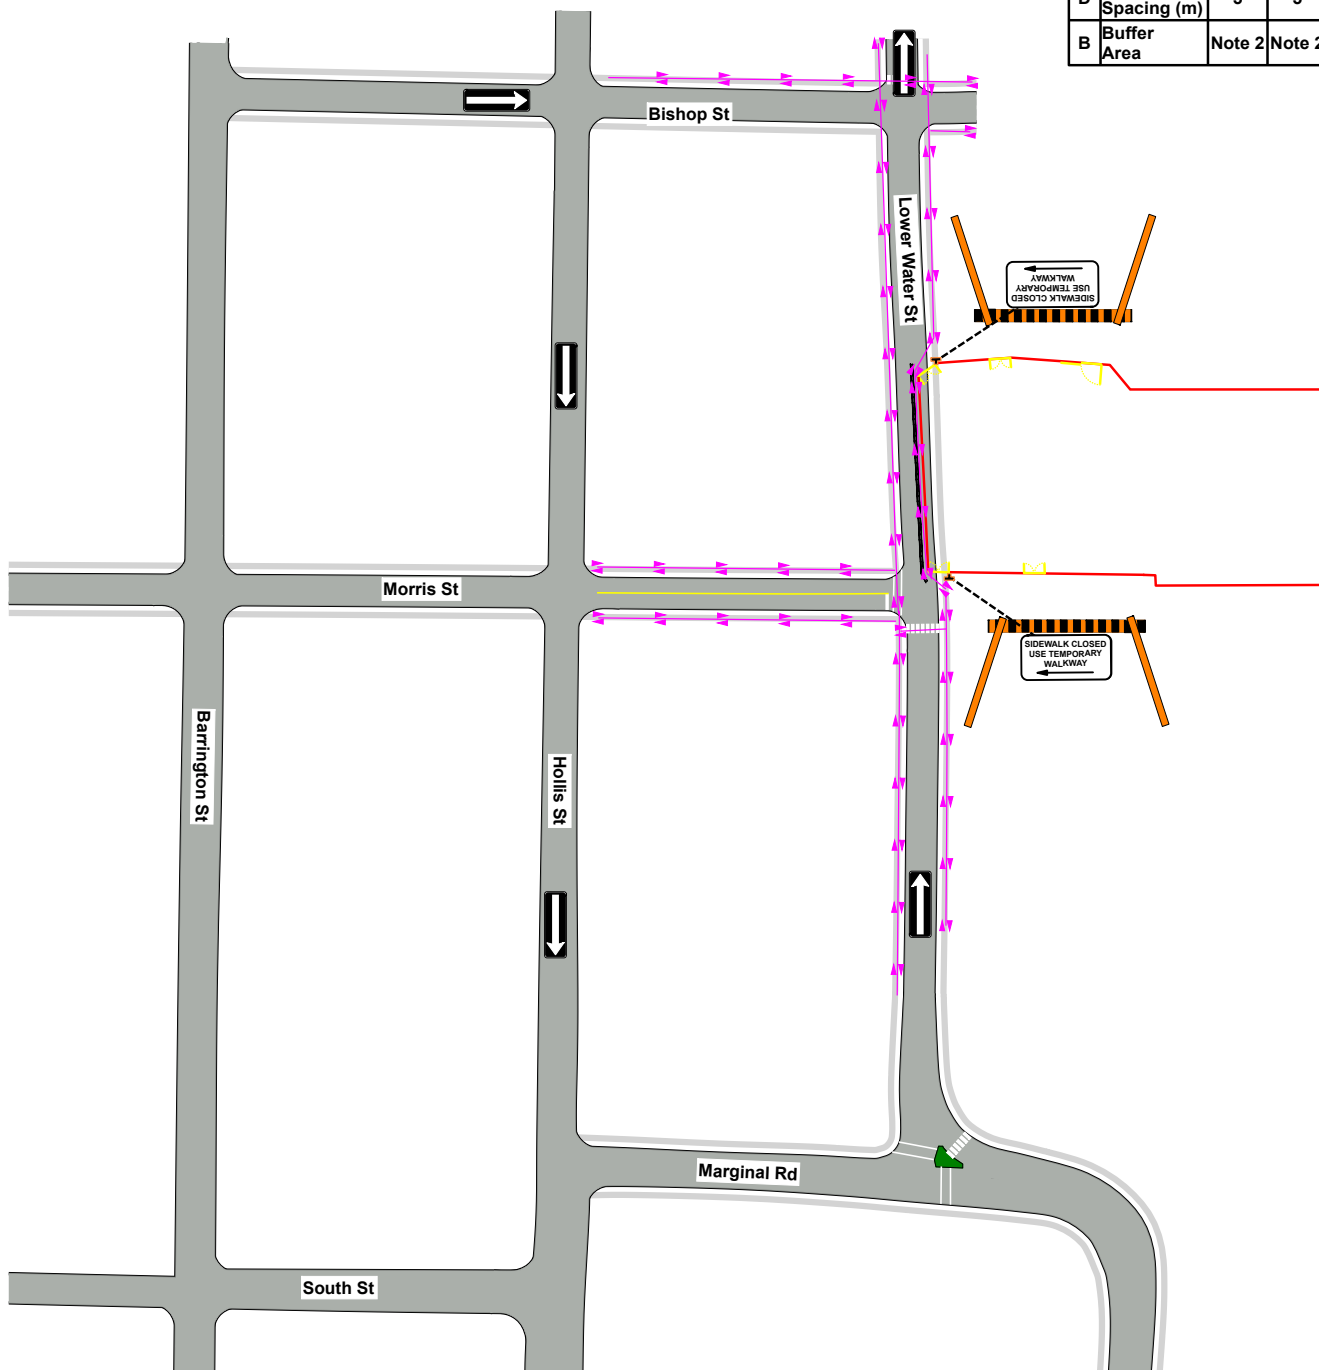 Spacing (m)
B Buffer Area Note 2 Note 2
Bishop St
Lower Water St
SIDEWALK CLOSED
USE TEMPORARY
WALKWAY
Morris St
SIDEWALK CLOSED
USE TEMPORARY
WALKWAY
Barrington St
Hollis St
Marginal Rd
South St